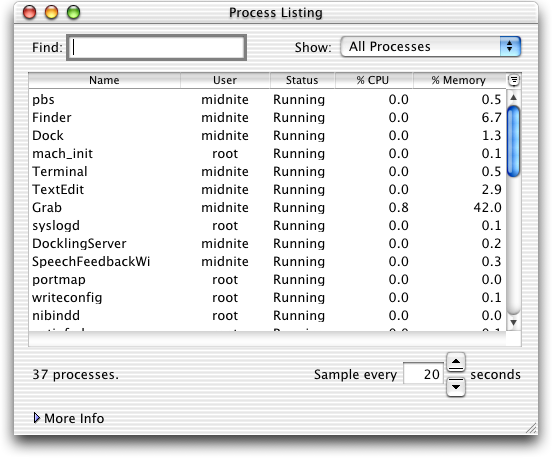 Process Listing
Find: Show: All Processes
Name User Status % CPU % Memory
pbs midnite Running 0.0 0.5
Finder midnite Running 0.0 6.7
Dock midnite Running 0.0 1.3
mach_init root Running 0.0 0.1
Terminal midnite Running 0.0 0.5
TextEdit midnite Running 0.0 2.9
Grab midnite Running 0.8 42.0
syslogd root Running 0.0 0.1
DocklingServer midnite Running 0.0 0.2
SpeechFeedbackWi midnite Running 0.0 0.3
portmap root Running 0.0 0.0
writeconfig root Running 0.0 0.1
nibindd root Running 0.0 0.0
37 processes. Sample every 20 seconds
More Info